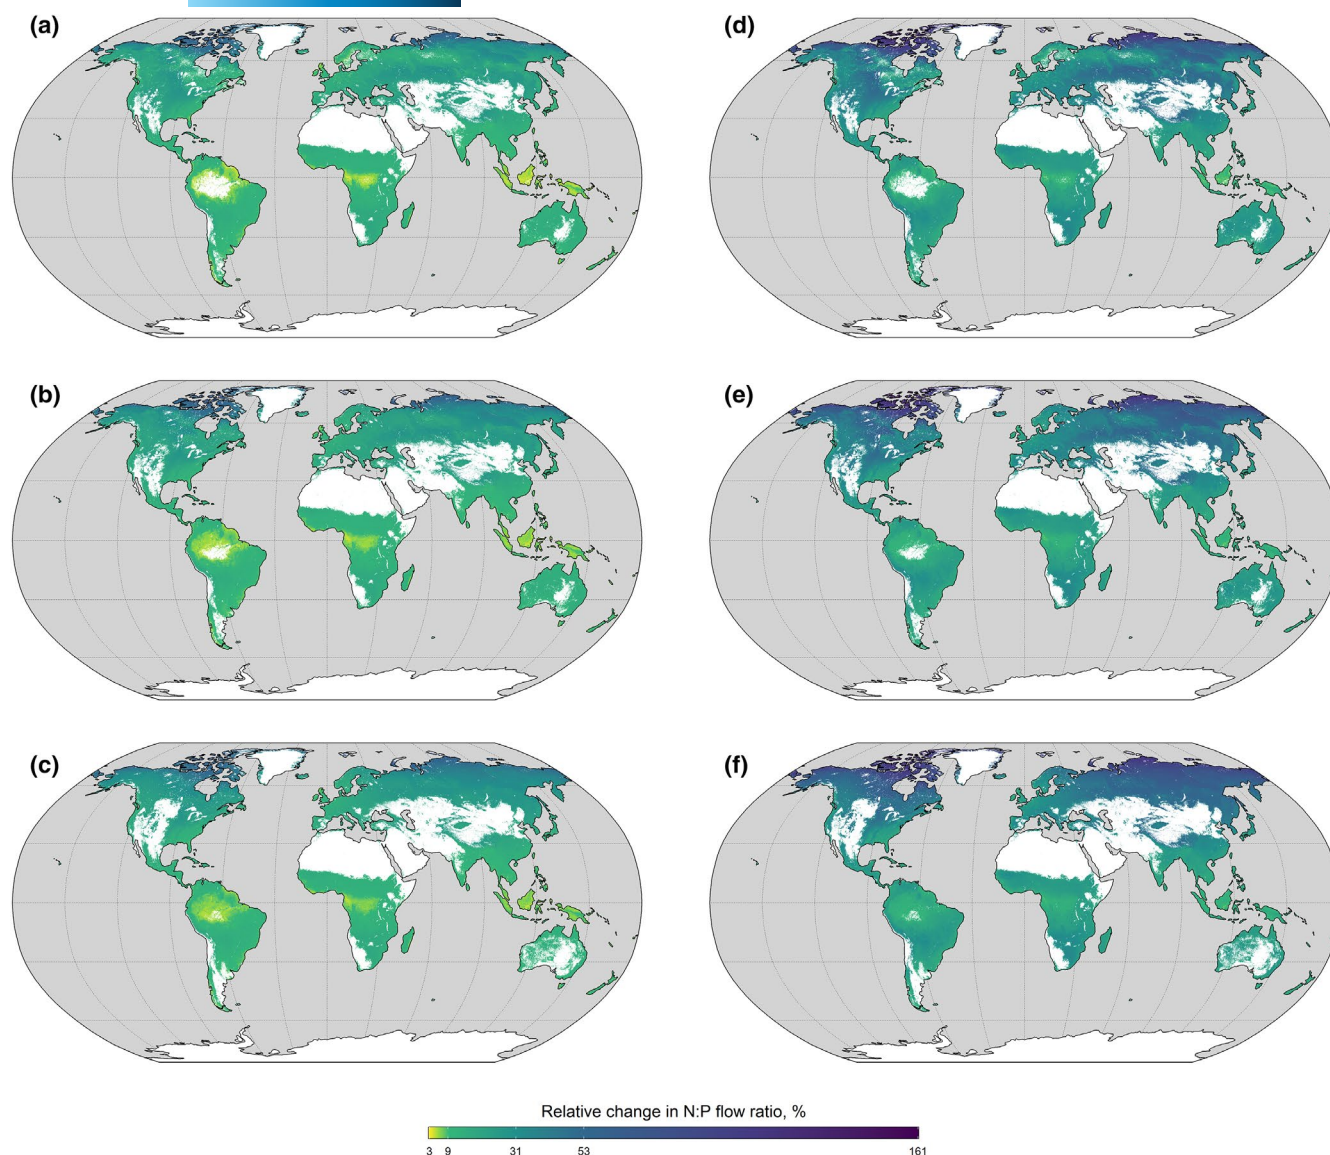 (a)
(d)
(b)
(e)
(c)
(f)
Relative change in N:P flow ratio, %
3 9 31 53 161